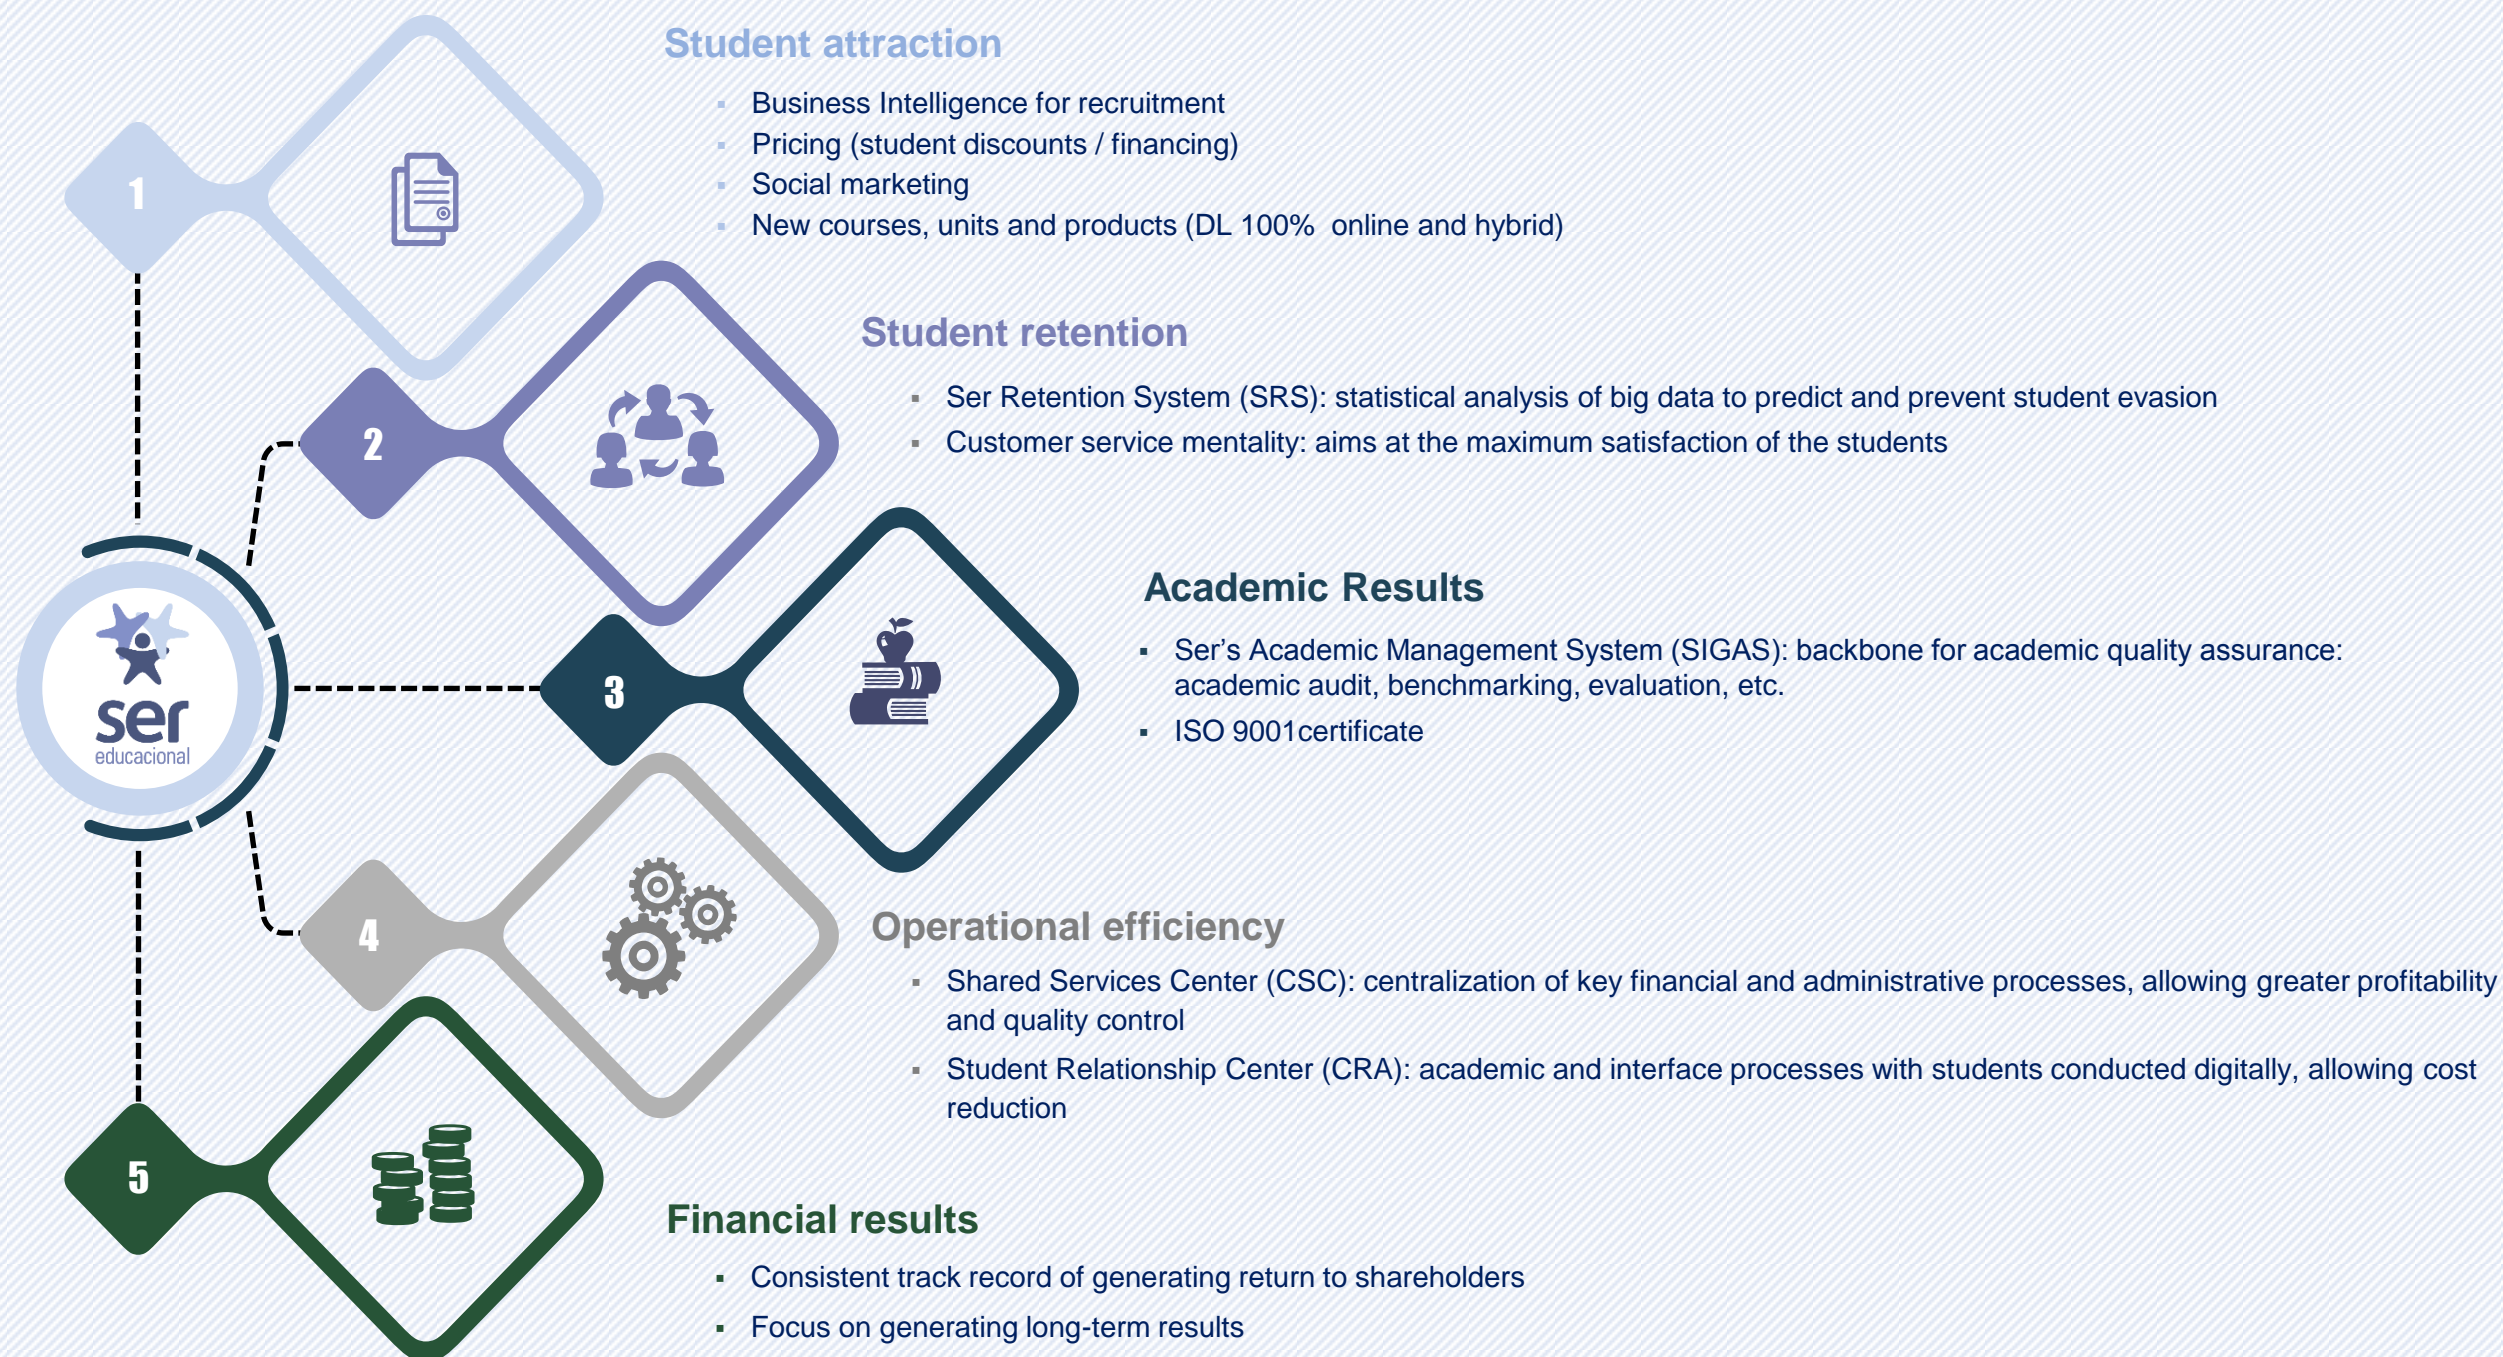 Student attraction
Business Intelligence for recruitment
Pricing (student discounts / financing)
Social marketing
New courses, units and products (DL 100% online and hybrid)
1
Student retention
Ser Retention System (SRS): statistical analysis of big data to predict and prevent student evasion
Customer service mentality: aims at the maximum satisfaction of the students
2
Academic Results
Ser’s Academic Management System (SIGAS): backbone for academic quality assurance:
academic audit, benchmarking, evaluation, etc.
ISO 9001certificate
3
ser
educacional
Operational efficiency
Shared Services Center (CSC): centralization of key financial and administrative processes, allowing greater profitability
and quality control
Student Relationship Center (CRA): academic and interface processes with students conducted digitally, allowing cost
reduction
4
5
Financial results
Consistent track record of generating return to shareholders
Focus on generating long-term results